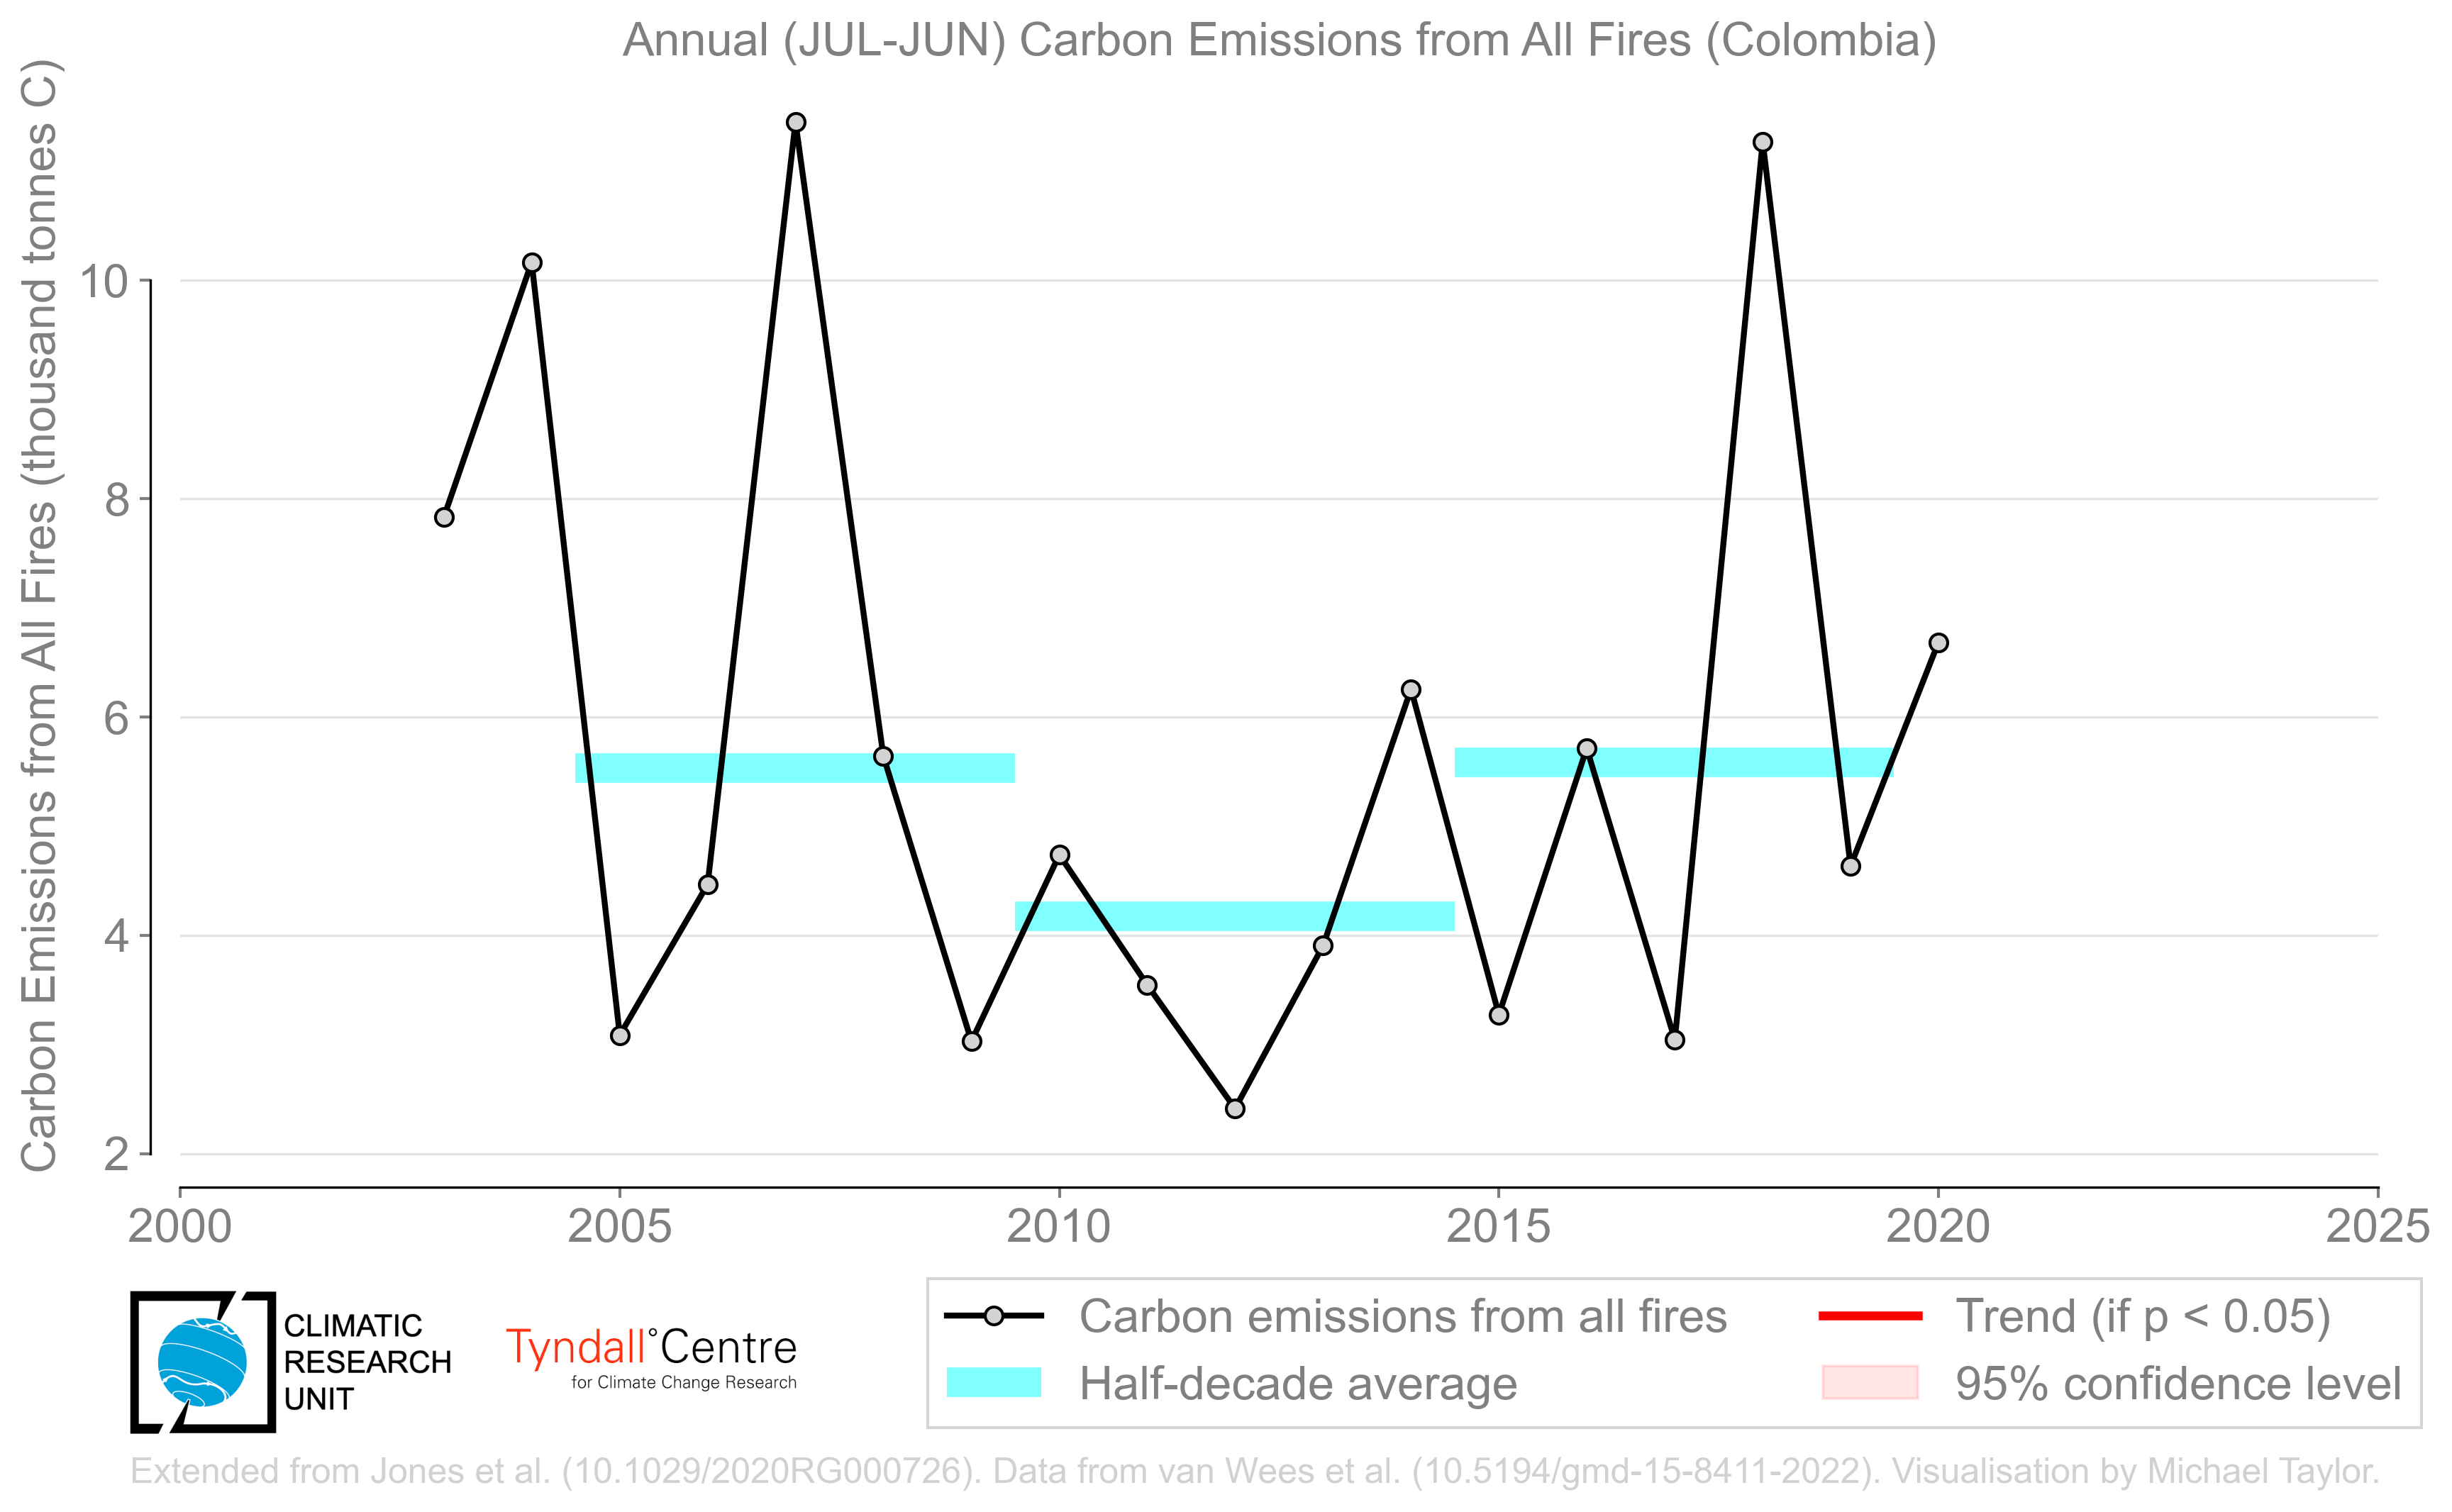 Annual (JUL-JUN) Carbon Emissions from All Fires (Colombia)
Carbon Emissions from All Fires (thousand tonnes C)
10
8
6
4
2
2000
2005
2010
2015
2020
2025
CLIMATIC
RESEARCH
UNIT
Tyndall°Centre
for Climate Change Research
Carbon emissions from all fires
Half-decade average
Trend (if p < 0.05)
95% confidence level
Extended from Jones et al. (10.1029/2020RG000726). Data from van Wees et al. (10.5194/gmd-15-8411-2022). Visualisation by Michael Taylor.